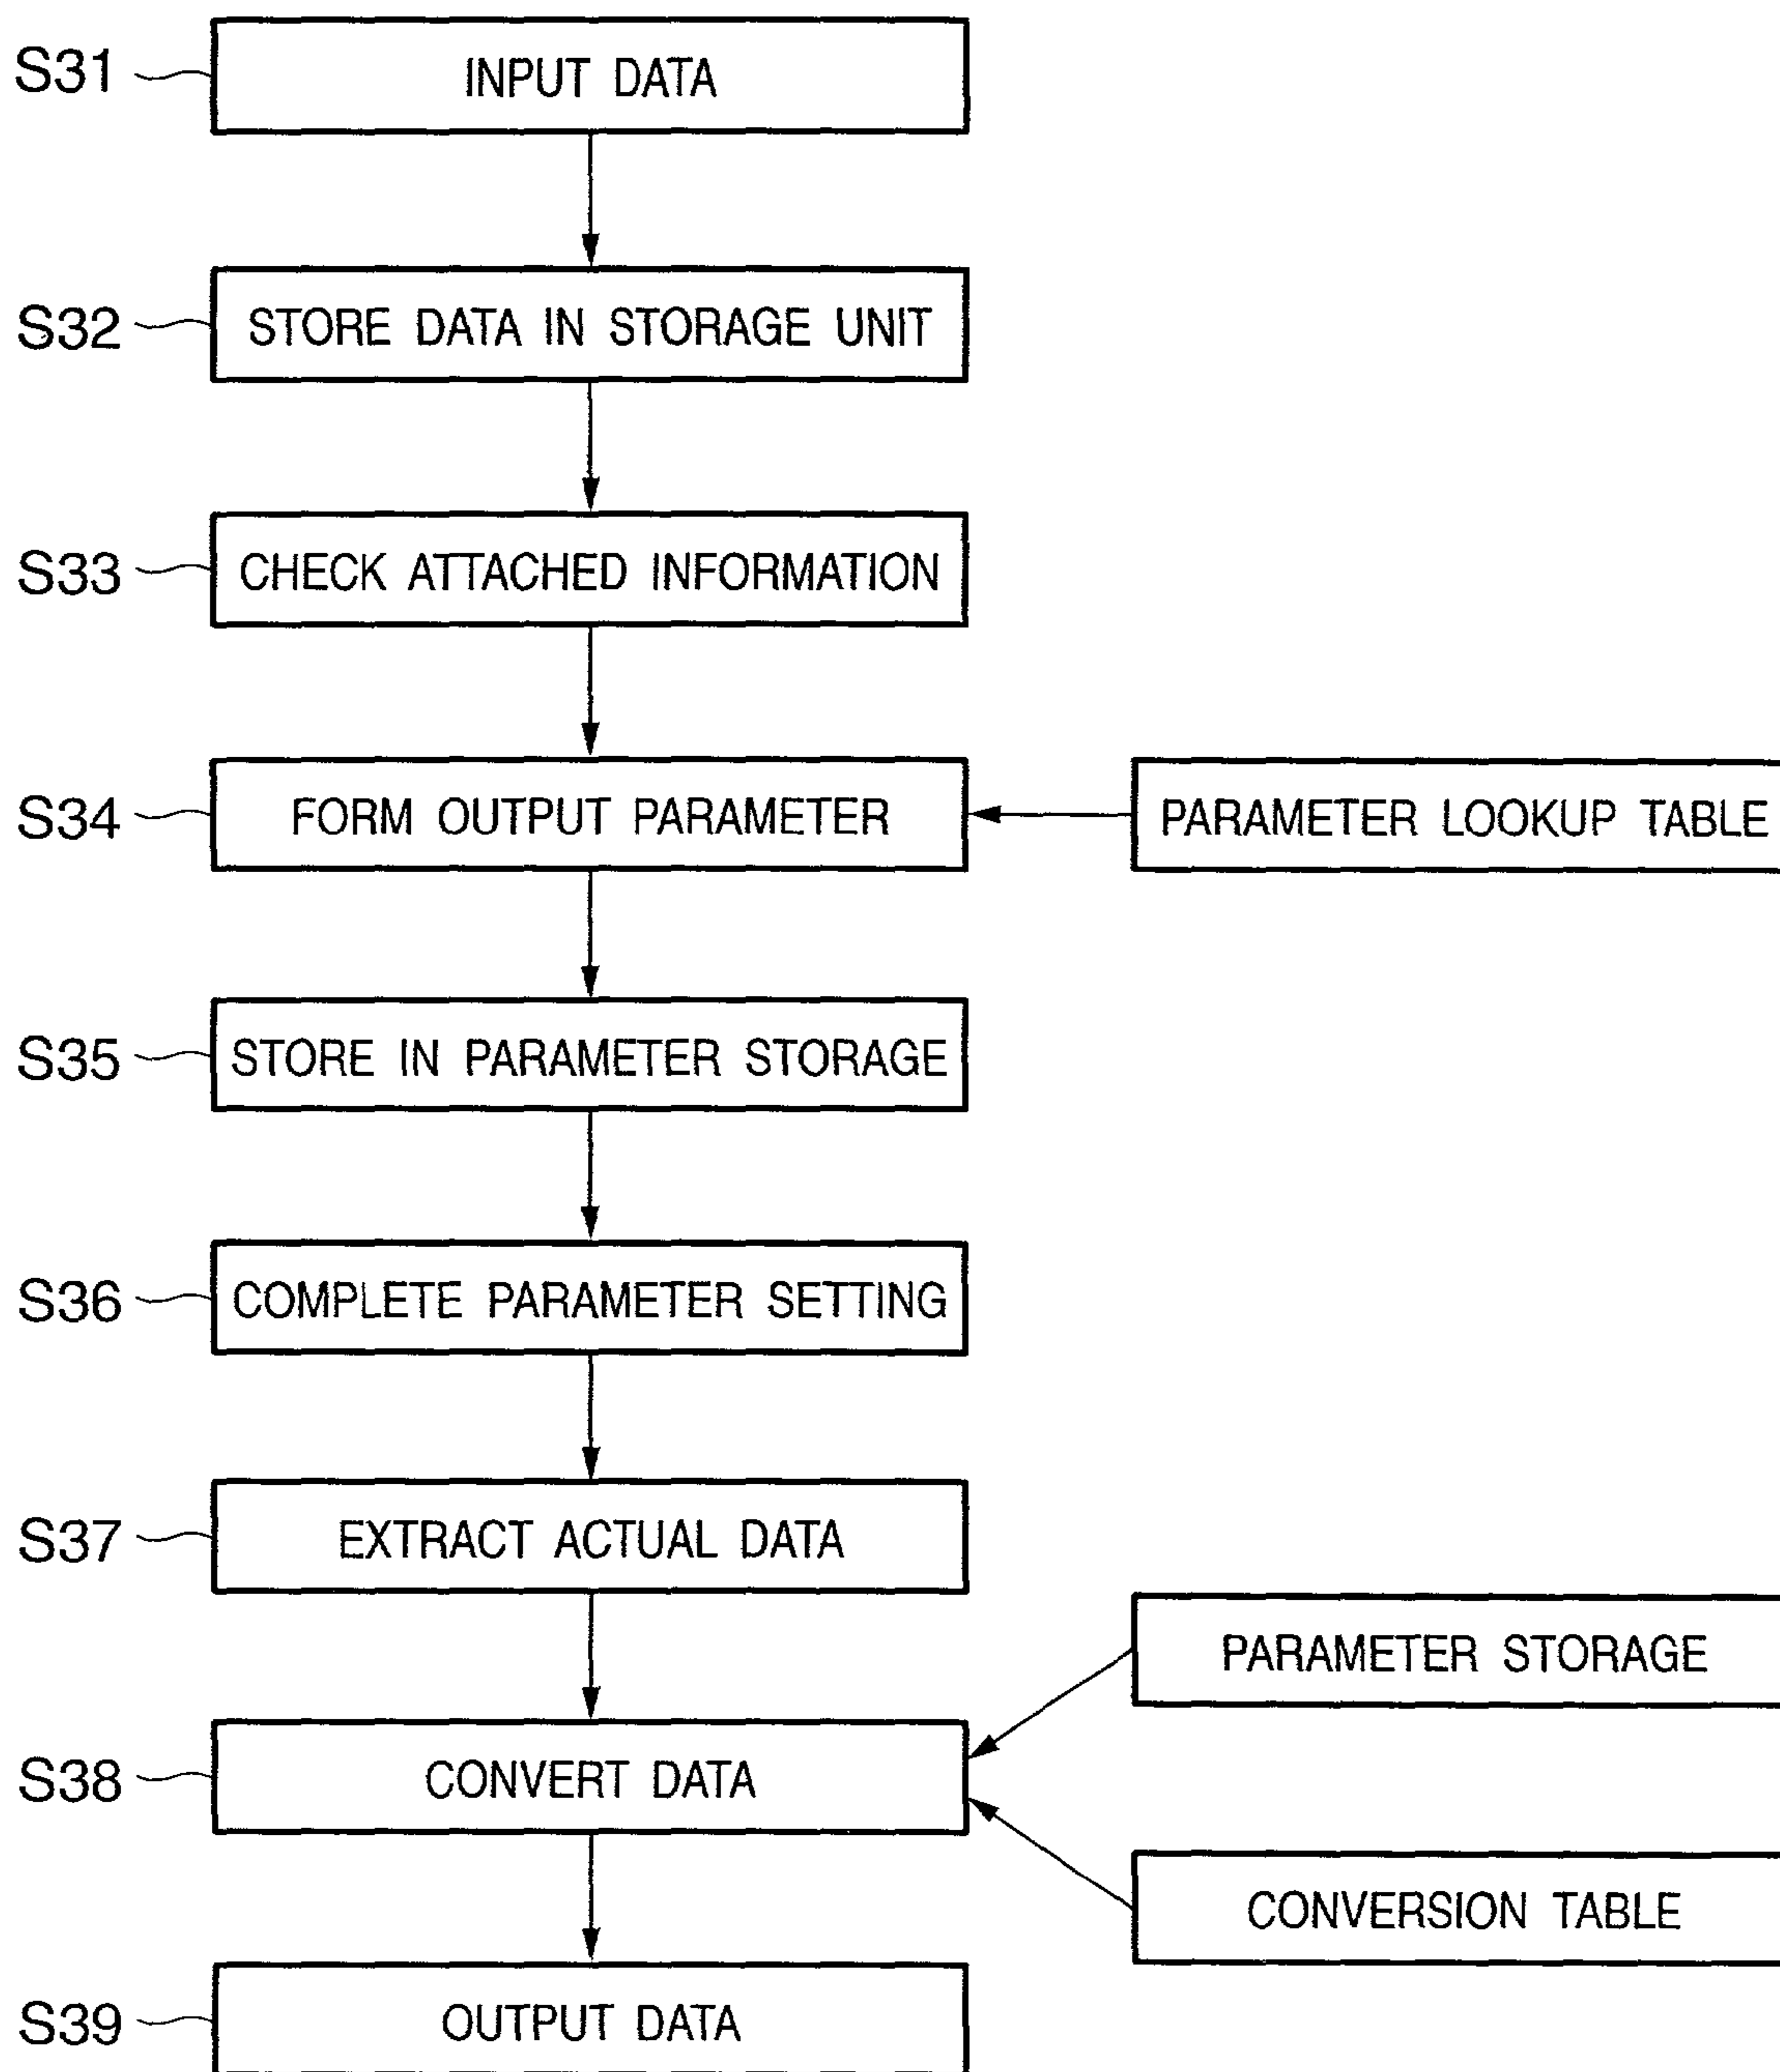 S31 INPUT DATA
S32 STORE DATA IN STORAGE UNIT
S33 CHECK ATTACHED INFORMATION
S34 FORM OUTPUT PARAMETER PARAMETER LOOKUP TABLE
S35 STORE IN PARAMETER STORAGE
S36 COMPLETE PARAMETER SETTING
S37 EXTRACT ACTUAL DATA
PARAMETER STORAGE
S38 CONVERT DATA
CONVERSION TABLE
S39 OUTPUT DATA